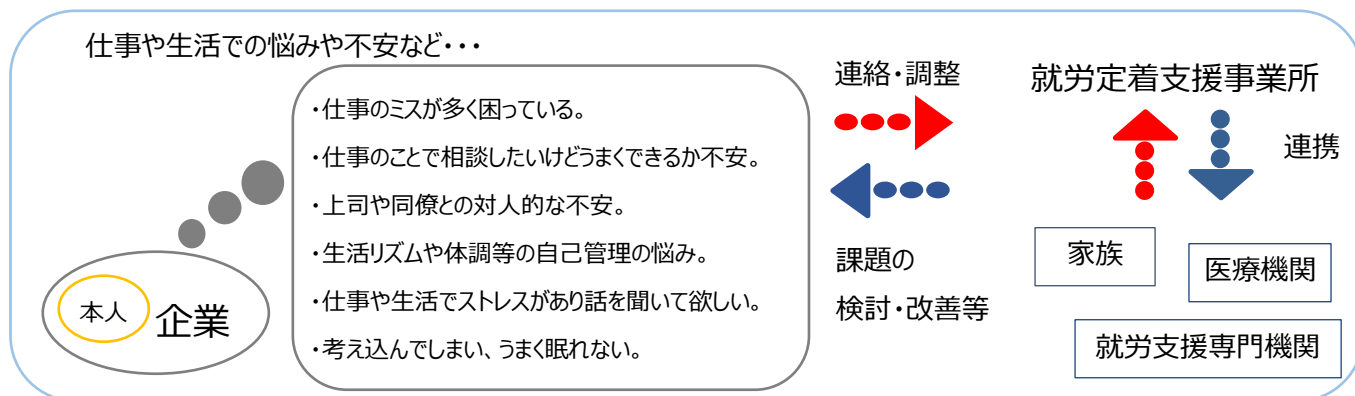 仕事や生活での悩みや不安など・・・
・仕事のミスが多く困っている。
・仕事のことで相談したいけどうまくできるか不安。
・上司や同僚との対人的な不安。
・生活リズムや体調等の自己管理の悩み。
・仕事や生活でストレスがあり話を聞いて欲しい。
・考え込んでしまい、うまく眠れない。
本人
企業
連絡・調整
課題の
検討・改善等
就労定着支援事業所
連携
家族
医療機関
就労支援専門機関